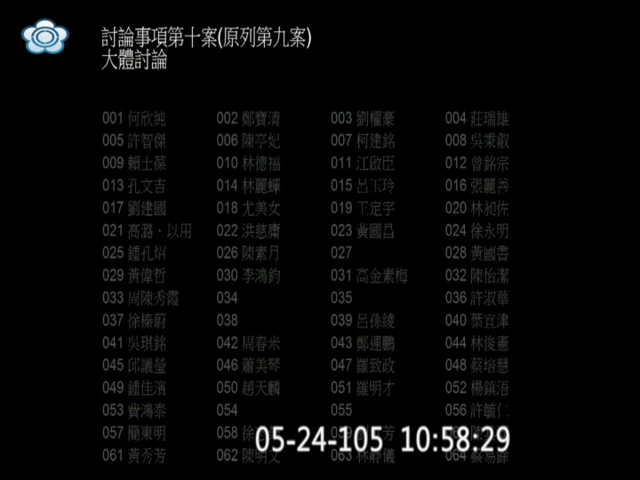 討論事項第十案(原列第九案)
大體討論
001 何欣純 002 鄭寶清 003 劉櫂豪 004 莊瑞雄
005 許智傑 006 陳亭妃 007 柯建銘 008 吳秉叡
009 賴士葆 010 林德福 011 江啟臣 012 曾銘宗
013 孔文吉 014 林麗蟬 015 呂玉玲 016 張麗善
017 劉建國 018 尤美女 019 王定宇 020 林昶佐
021 高潞．以用 022 洪慈庸 023 黃國昌 024 徐永明
025 鍾孔炤 026 陳素月 027 028 黃國書
029 黃偉哲 030 李鴻鈞 031 高金素梅 032 陳怡潔
033 周陳秀霞 034 035 036 許淑華
037 徐榛蔚 038 039 呂孫綾 040 葉宜津
041 吳琪銘 042 周春米 043 鄭運鵬 044 林俊憲
045 邱議瑩 046 蕭美琴 047 羅致政 048 蔡培慧
049 鍾佳濱 050 趙天麟 051 羅明才 052 楊鎮浯
053 費鴻泰 054 055 056 許毓仁
057 簡東明 058 徐 芳
05-24-105 10:58:29
061 黃秀芳 062 陳明文 063 林靜儀 064 蔡易餘